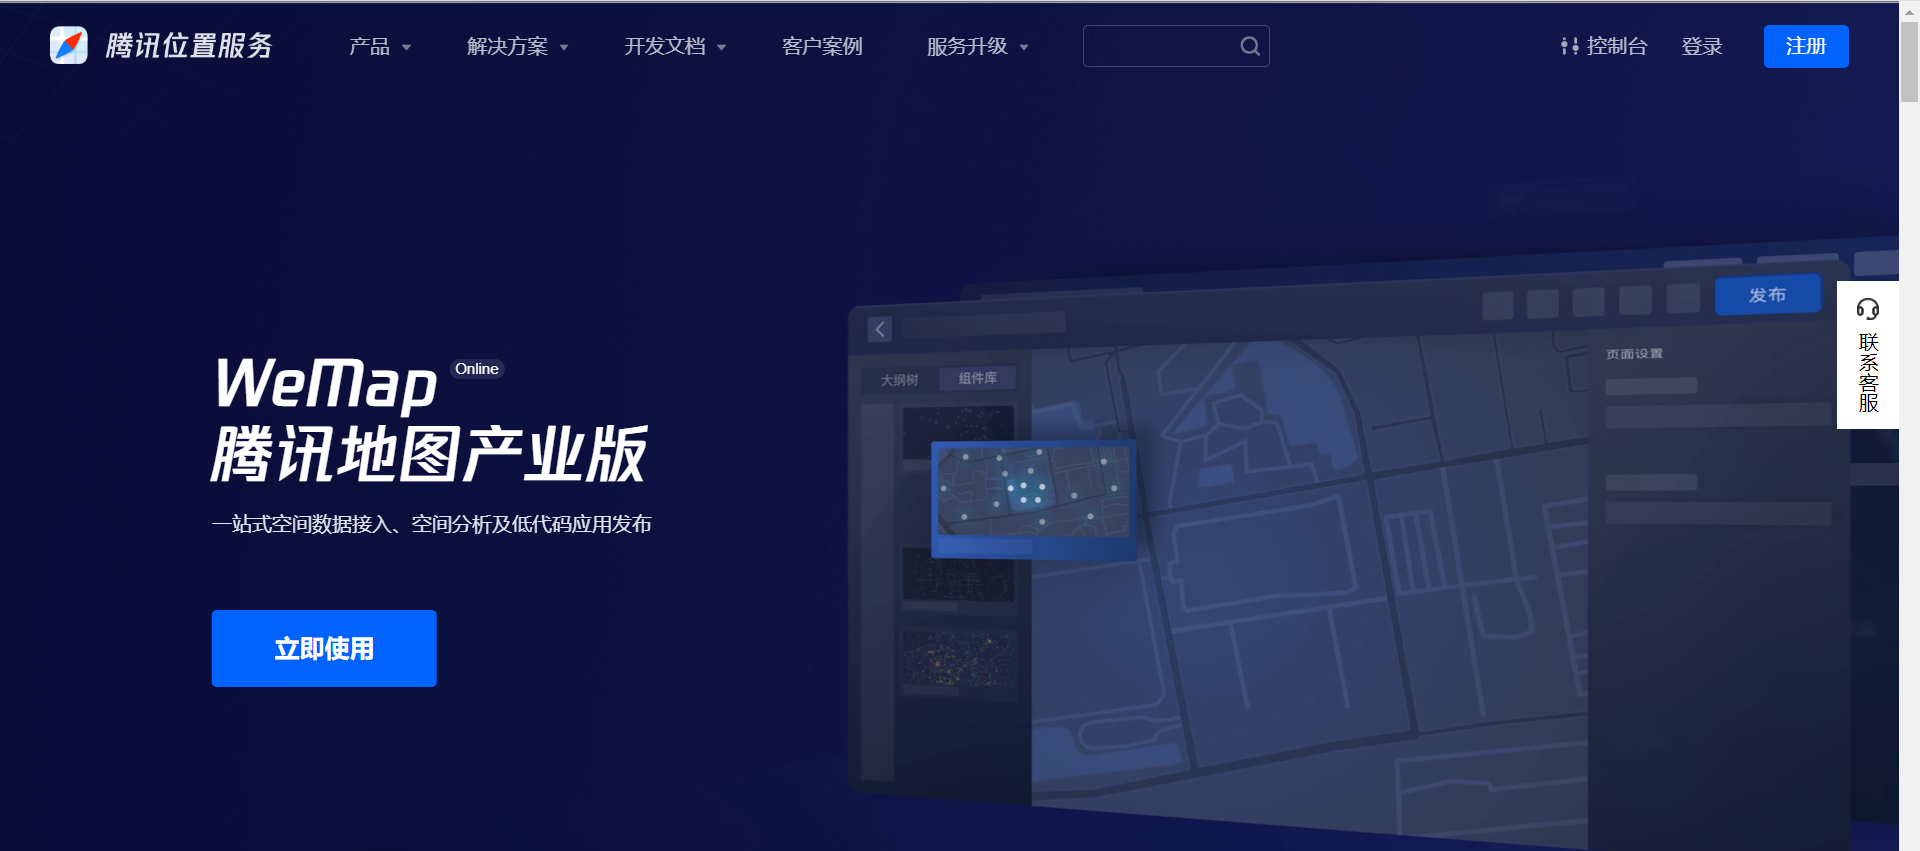 腾讯位置服务
产品
解决方案
开发文档
客户案例
服务升级
控制台
登录
注册
WeMap Online
腾讯地图产业版
一站式空间数据接入、空间分析及低代码应用发布
立即使用
发布
大纲树
组件库
页面设置
联系客服